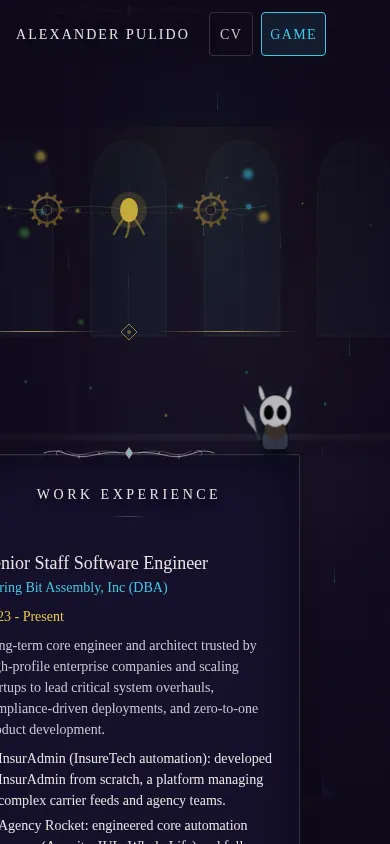 ALEXANDER PULIDO
CV
GAME
WORK EXPERIENCE
enior Staff Software Engineer
ring Bit Assembly, Inc (DBA)
23 - Present
ng-term core engineer and architect trusted by
gh-profile enterprise companies and scaling
rtups to lead critical system overhauls,
mpliance-driven deployments, and zero-to-one
oduct development.
InsurAdmin (InsureTech automation): developed
InsurAdmin from scratch, a platform managing
complex carrier feeds and agency teams.
Agency Rocket: engineered core automation